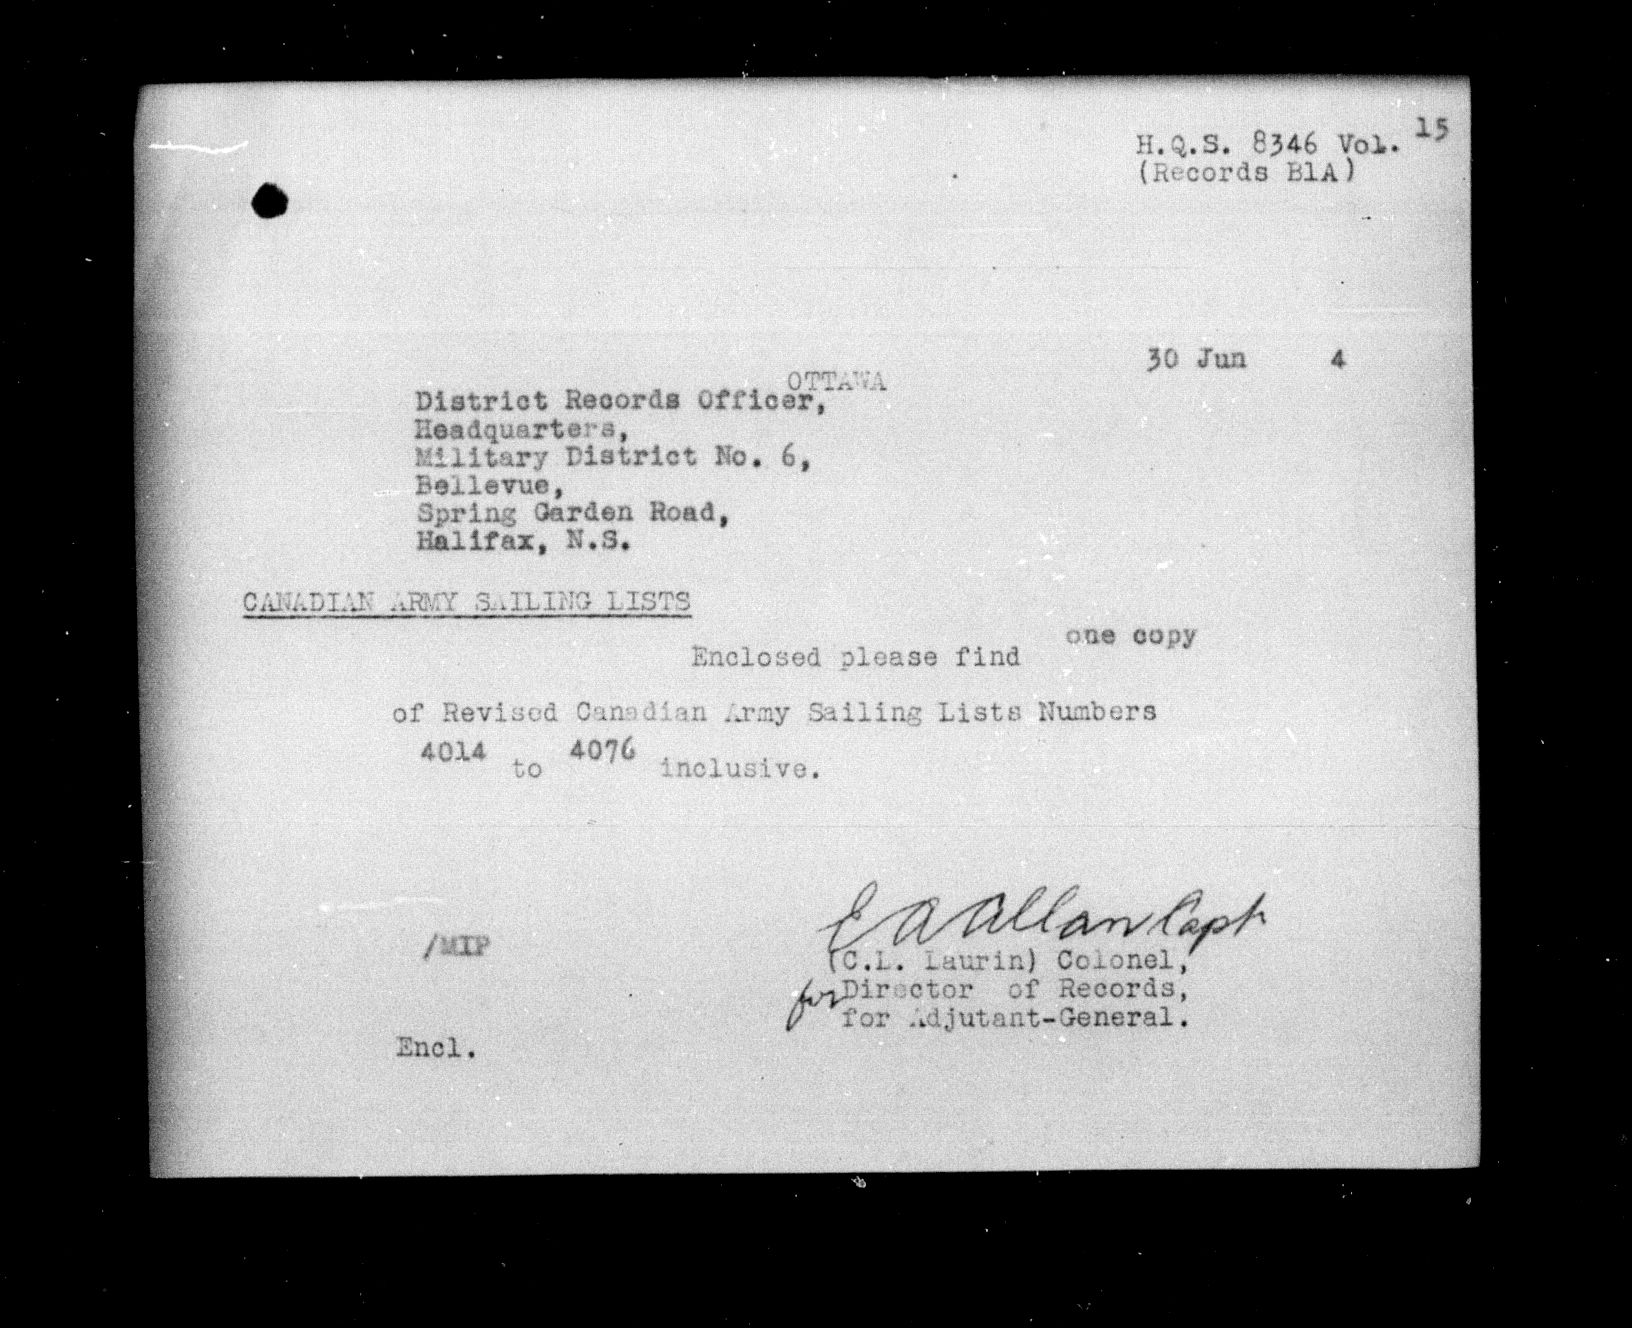 H.Q.S. 8346 Vol. 15
(Records B1A)
30 Jun 4
OTTAWA
District Records Officer,
Headquarters,
Military District No. 6,
Bellevue,
Spring Garden Road,
Halifax, N.S.
CANADIAN ARMY SAILING LISTS
Enclosed please find one copy
of Revised Canadian Army Sailing Lists Numbers
4014 to 4076 inclusive.
E A Allan Capt
/MIP
(C.L. Laurin) Colonel,
for Director of Records,
for Adjutant-General.
Encl.